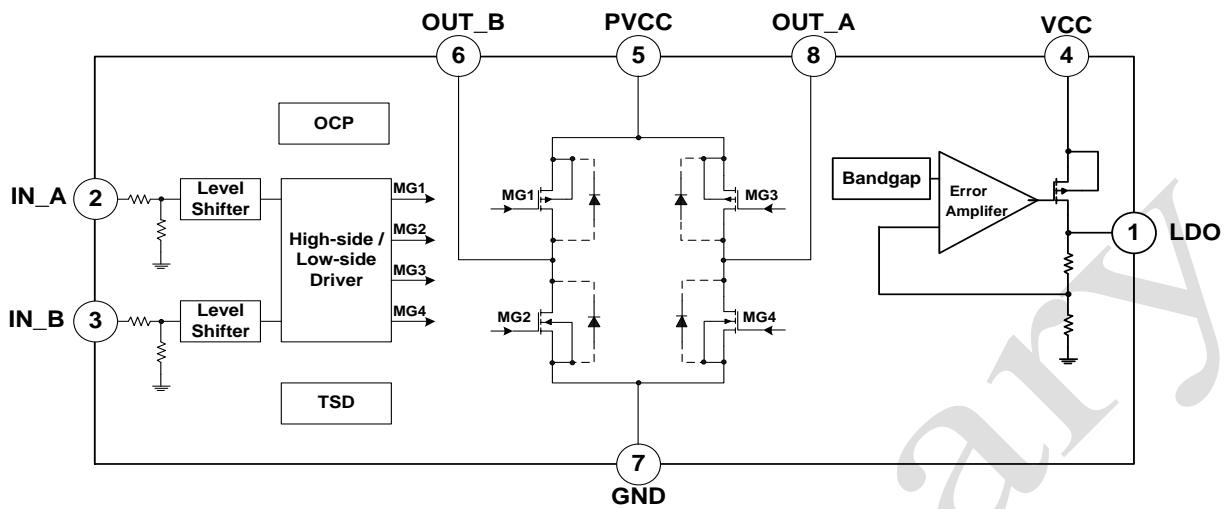 OUT_B
PVCC
OUT_A
VCC
6
5
8
4
OCP
IN_A
2
Level
Shifter
High-side /
Low-side
Driver
MG1
MG2
MG3
MG4
IN_B
3
Level
Shifter
TSD
MG1
MG3
MG2
MG4
Bandgap
Error
Amplifer
1
LDO
7
GND
ary